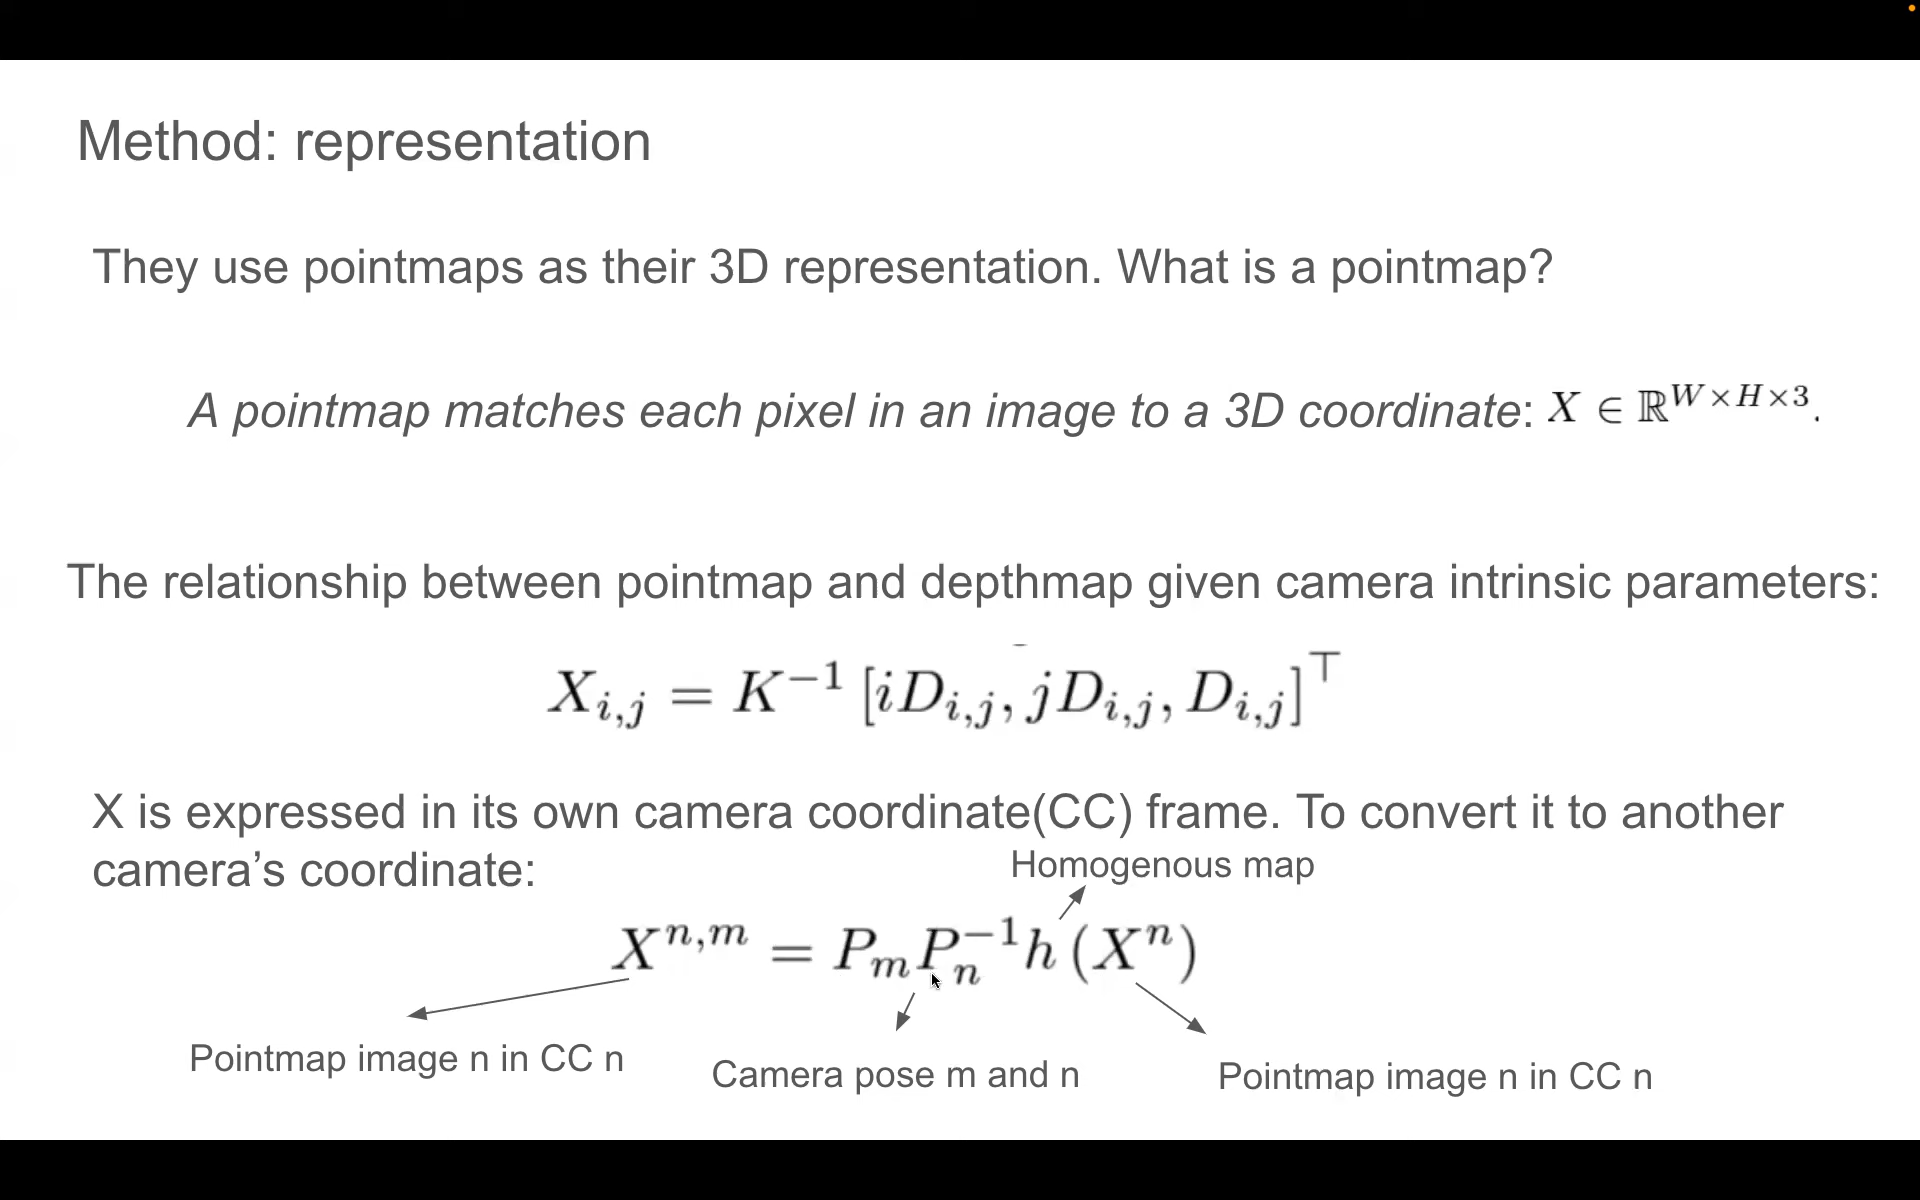 Method: representation
They use pointmaps as their 3D representation. What is a pointmap?
A pointmap matches each pixel in an image to a 3D coordinate: X ∈ ℝ^{W×H×3}.
The relationship between pointmap and depthmap given camera intrinsic parameters:
X_{i,j} = K^{-1} [iD_{i,j}, jD_{i,j}, D_{i,j}]^⊤
X is expressed in its own camera coordinate(CC) frame. To convert it to another
camera’s coordinate:
Homogenous map
X^{n,m} = P_m P_n^{-1} h (X^n)
Pointmap image n in CC n
Camera pose m and n
Pointmap image n in CC n